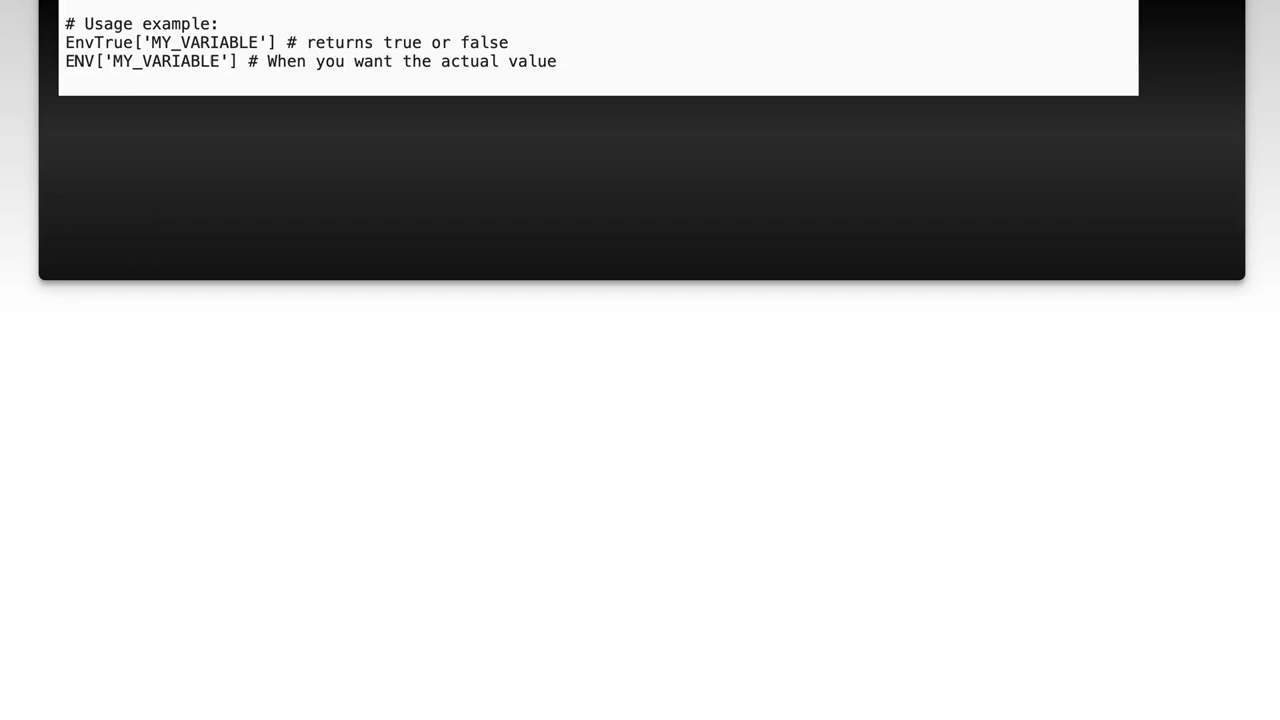 # Usage example:
EnvTrue['MY_VARIABLE'] # returns true or false
ENV['MY_VARIABLE'] # When you want the actual value